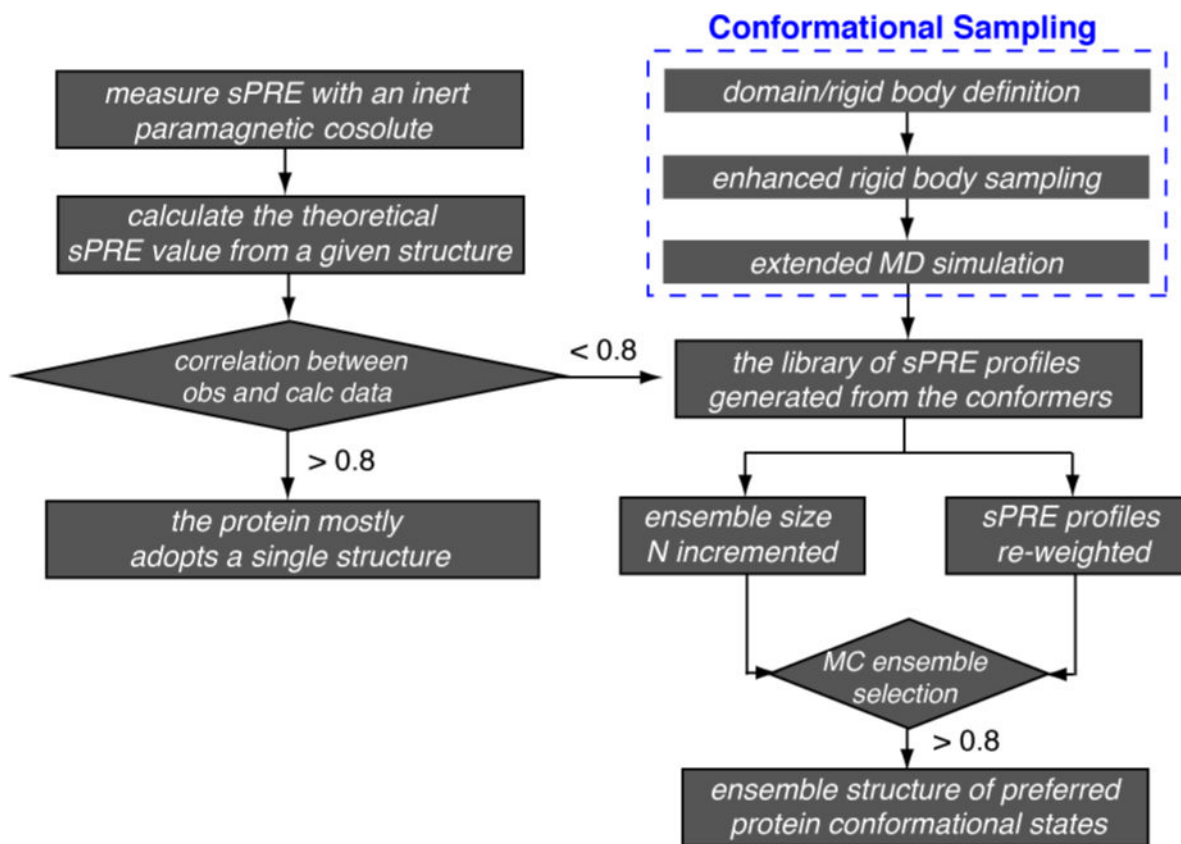 Conformational Sampling
measure sPRE with an inert
paramagnetic cosolute
calculate the theoretical
sPRE value from a given structure
correlation between
obs and calc data
> 0.8
the protein mostly
adopts a single structure
< 0.8
domain/rigid body definition
enhanced rigid body sampling
extended MD simulation
the library of sPRE profiles
generated from the conformers
ensemble size
N incremented
sPRE profiles
re-weighted
MC ensemble
selection
> 0.8
ensemble structure of preferred
protein conformational states